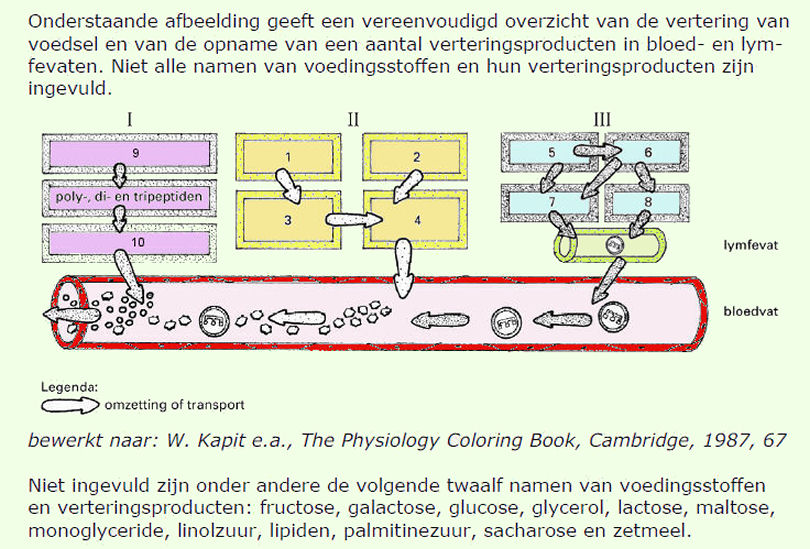 Onderstaande afbeelding geeft een vereenvoudigd overzicht van de vertering van
voedsel en van de opname van een aantal verteringsproducten in bloed- en lym-
fevaten. Niet alle namen van voedingsstoffen en hun verteringsproducten zijn
ingevuld.
I II III
9 1 2 5 6
poly-, di- en tripeptiden 3 4 7 8
10
lymfevat
bloedvat
Legenda:
omzetting of transport
bewerkt naar: W. Kapit e.a., The Physiology Coloring Book, Cambridge, 1987, 67
Niet ingevuld zijn onder andere de volgende twaalf namen van voedingsstoffen
en verteringsproducten: fructose, galactose, glucose, glycerol, lactose, maltose,
monoglyceride, linolzuur, lipiden, palmitinezuur, sacharose en zetmeel.